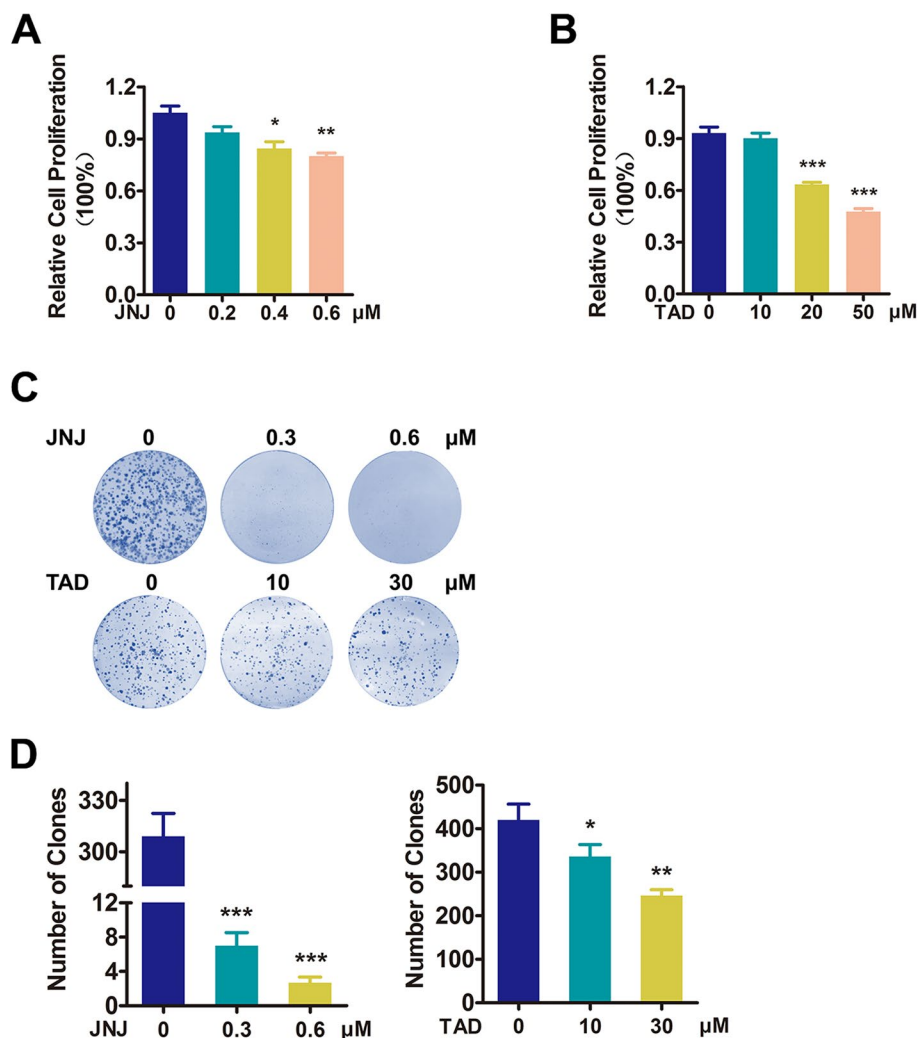 A
Relative Cell Proliferation
(100%)
1.2
0.9
0.6
0.3
0.0
*
**
JNJ 0 0.2 0.4 0.6 µM
B
Relative Cell Proliferation
(100%)
1.2
0.9
0.6
0.3
0.0
***
***
TAD 0 10 20 50 µM
C
JNJ 0 0.3 0.6 µM
TAD 0 10 30 µM
D
Number of Clones
330
300
12
8
4
0
***
***
JNJ 0 0.3 0.6 µM
Number of Clones
500
400
300
200
100
0
*
**
TAD 0 10 30 µM